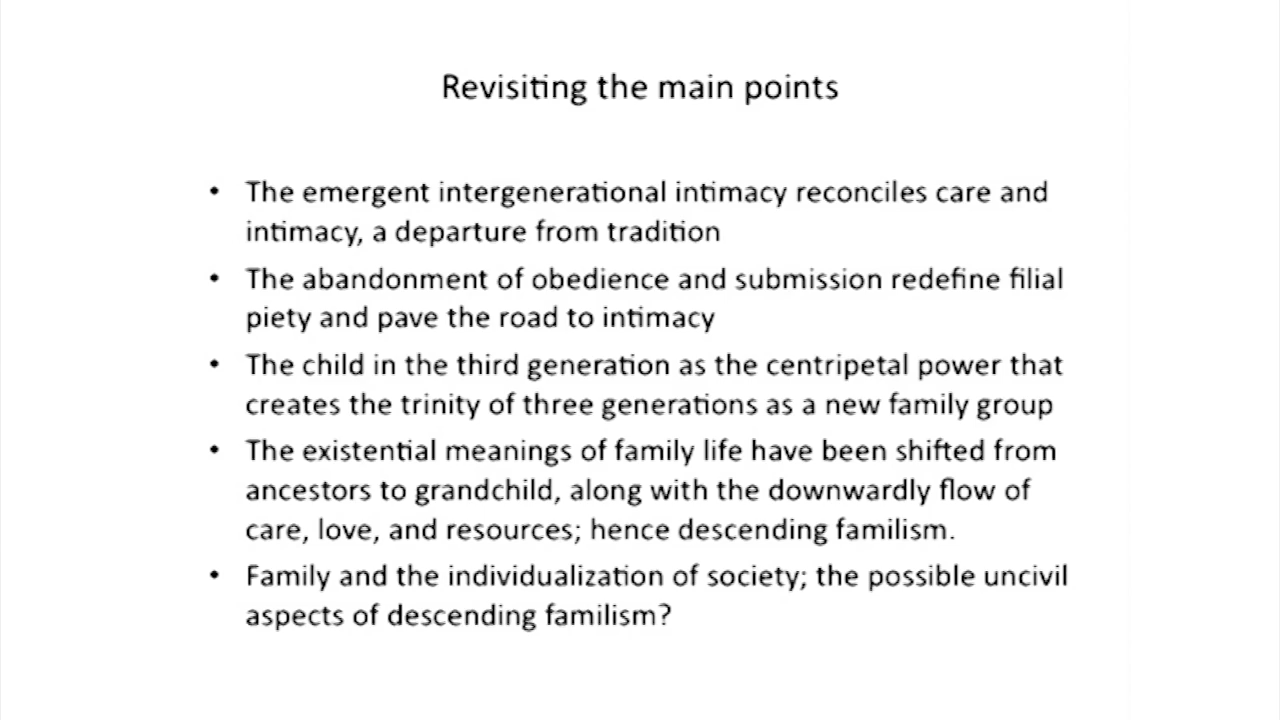 Revisiting the main points
• The emergent intergenerational intimacy reconciles care and
intimacy, a departure from tradition
• The abandonment of obedience and submission redefine filial
piety and pave the road to intimacy
• The child in the third generation as the centripetal power that
creates the trinity of three generations as a new family group
• The existential meanings of family life have been shifted from
ancestors to grandchild, along with the downwardly flow of
care, love, and resources; hence descending familism.
• Family and the individualization of society; the possible uncivil
aspects of descending familism?